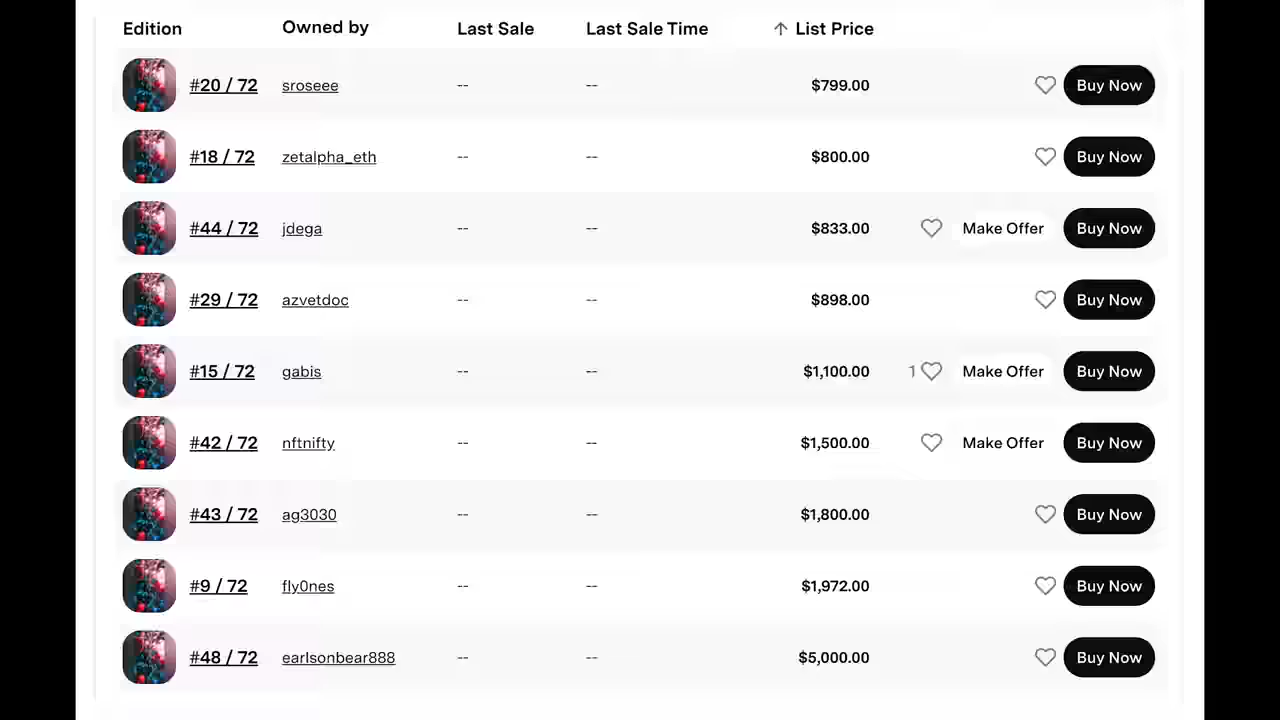 Edition Owned by Last Sale Last Sale Time ↑ List Price
#20 / 72 sroseee -- -- $799.00 Buy Now
#18 / 72 zetalpha_eth -- -- $800.00 Buy Now
#44 / 72 jdega -- -- $833.00 Make Offer Buy Now
#29 / 72 azvetdoc -- -- $898.00 Buy Now
#15 / 72 gabis -- -- $1,100.00 1 Make Offer Buy Now
#42 / 72 nftnifty -- -- $1,500.00 Make Offer Buy Now
#43 / 72 ag3030 -- -- $1,800.00 Buy Now
#9 / 72 fly0nes -- -- $1,972.00 Buy Now
#48 / 72 earlsonbear888 -- -- $5,000.00 Buy Now